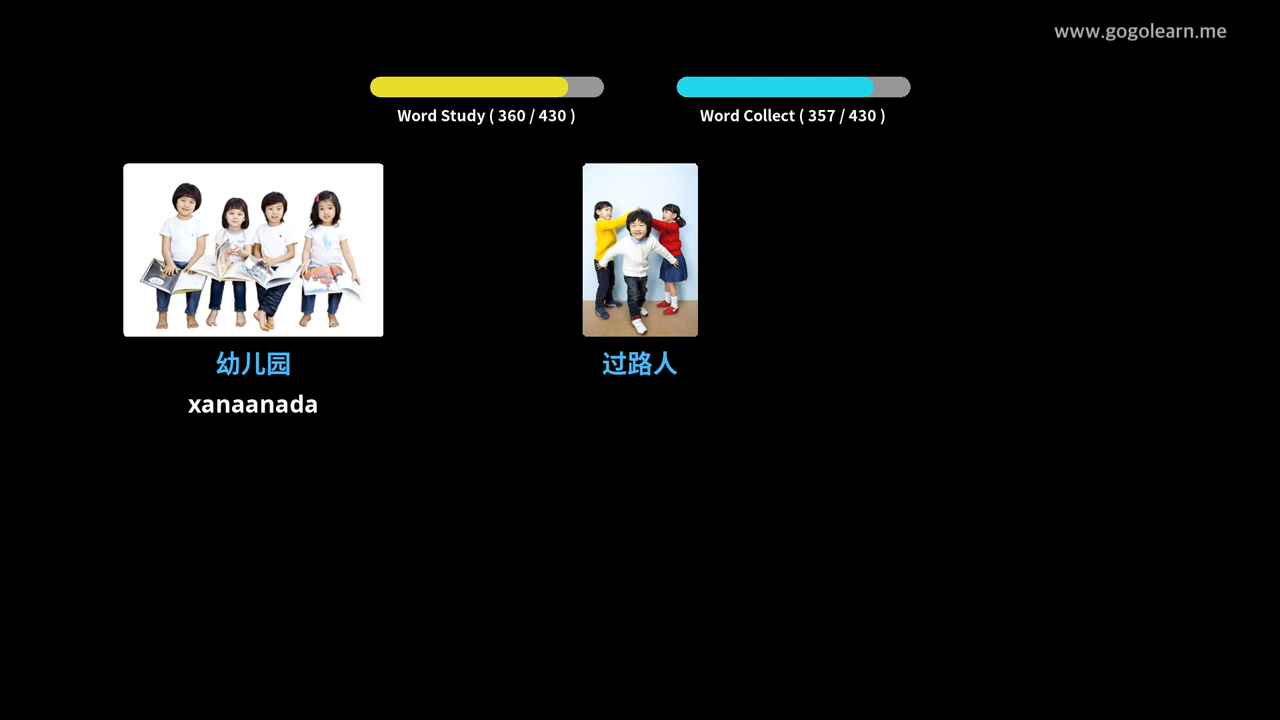 www.gogolearn.me
Word Study ( 360 / 430 )
Word Collect ( 357 / 430 )
幼儿园
过路人
xanaanada